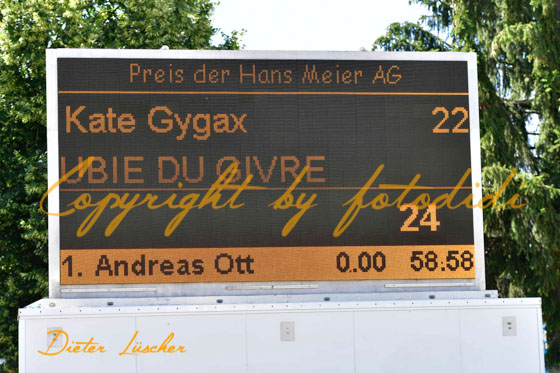 Preis der Hans Meier AG
Kate Gygax 22
UBIE DU GIVRE
Copyright by fotodidi
24
1. Andreas Ott 0.00 58.58
Dieter Lüscher